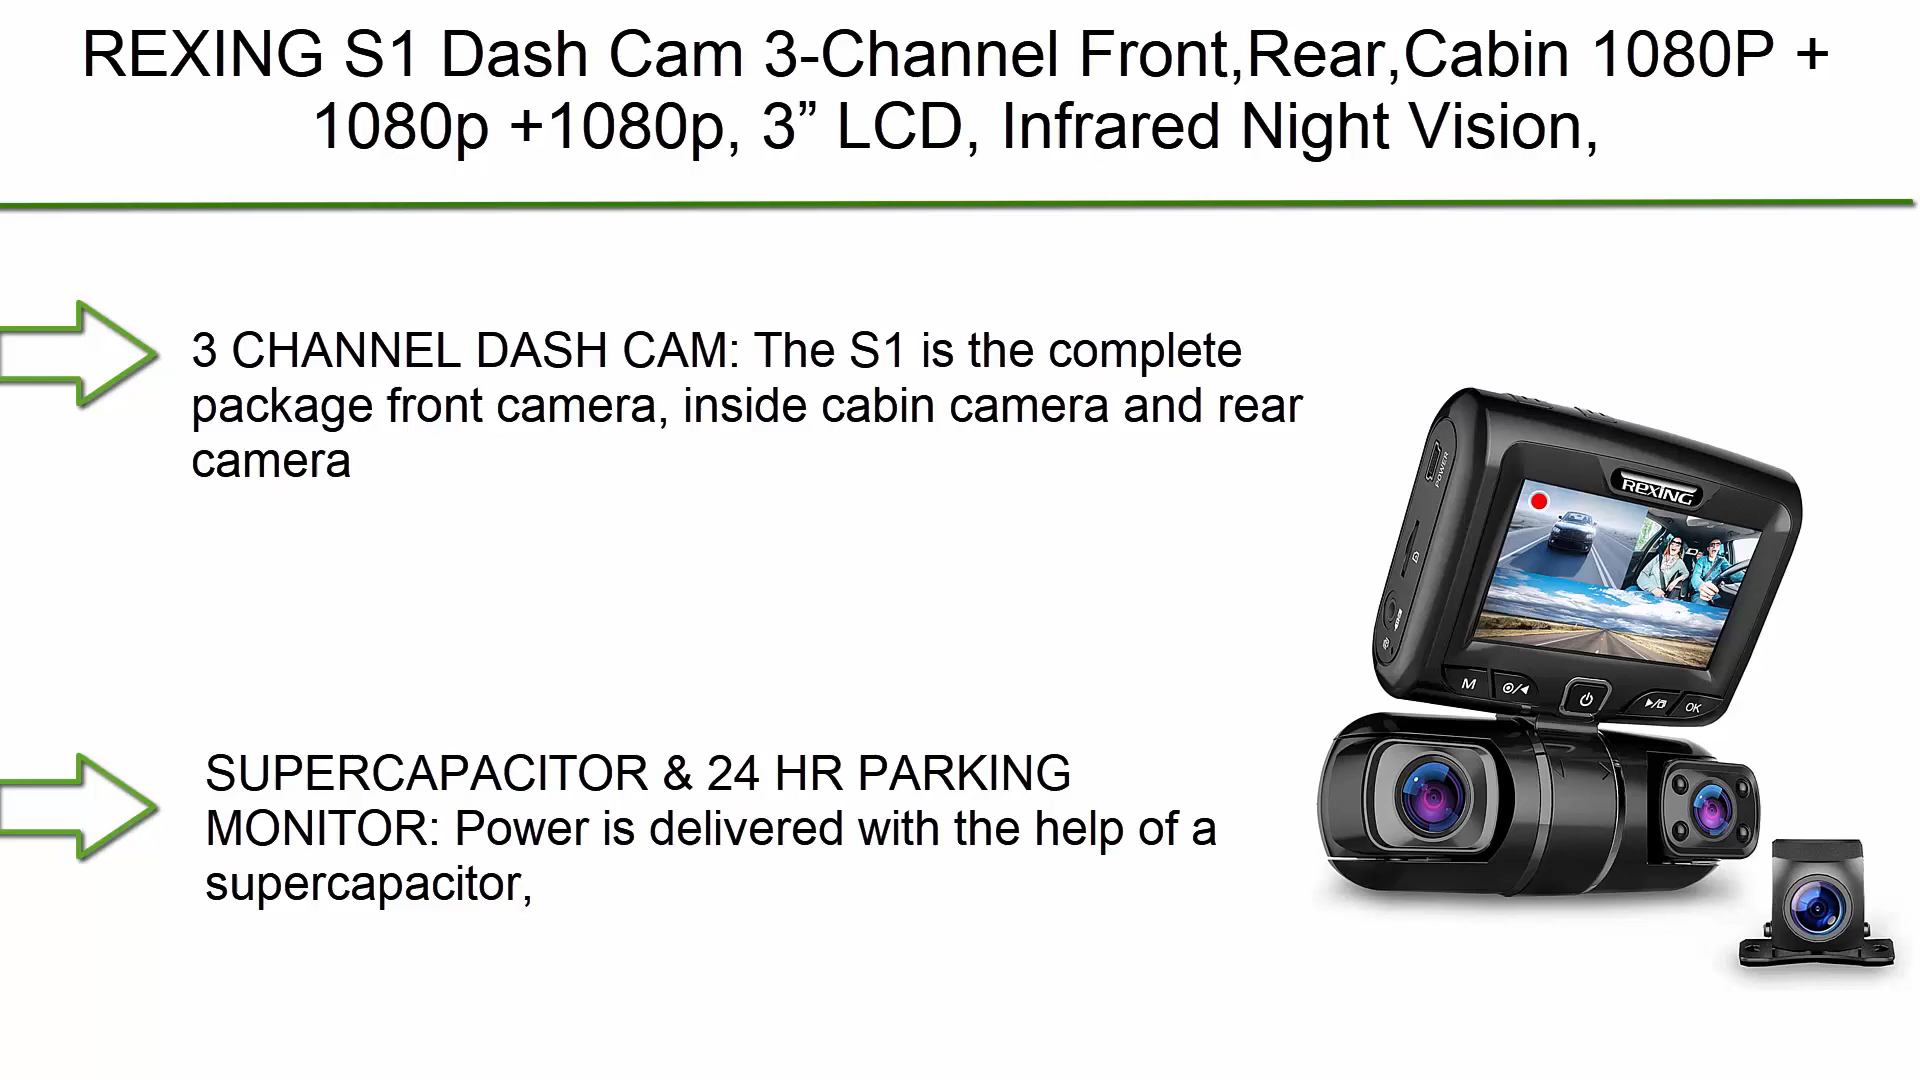 REXING S1 Dash Cam 3-Channel Front,Rear,Cabin 1080P +
1080p +1080p, 3” LCD, Infrared Night Vision,
3 CHANNEL DASH CAM: The S1 is the complete
package front camera, inside cabin camera and rear
camera
POWER
REXING
M
OK
SUPERCAPACITOR & 24 HR PARKING
MONITOR: Power is delivered with the help of a
supercapacitor,